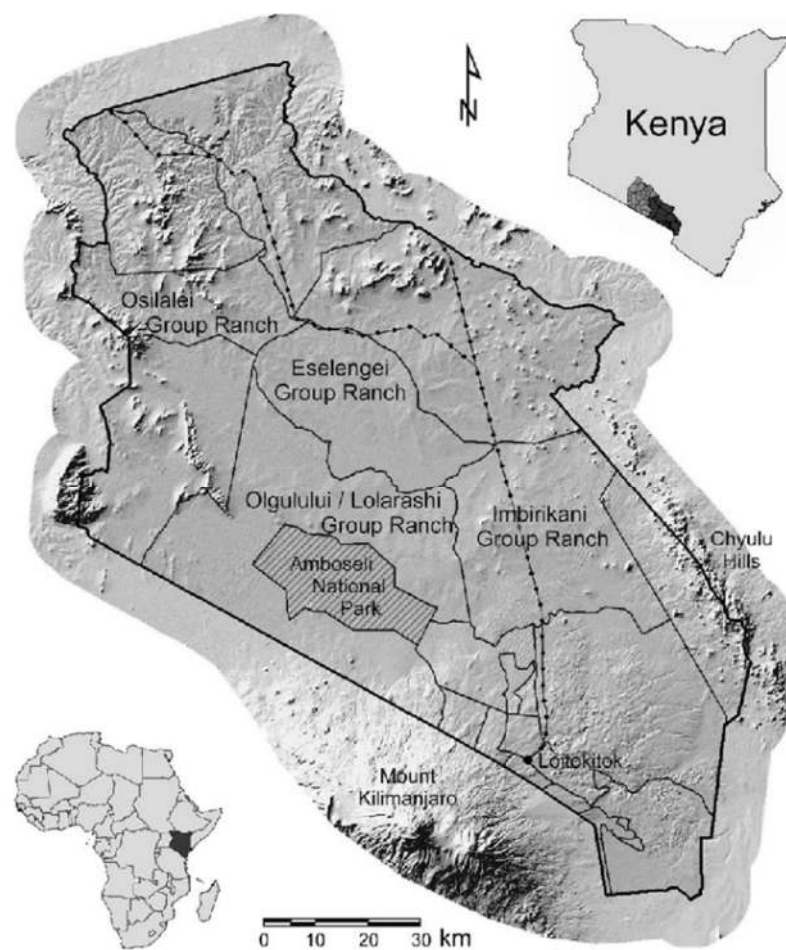 N
Kenya
Osilalei
Group Ranch
Eselengei
Group Ranch
Olgululului / Lolarashi
Group Ranch
Imbirikani
Group Ranch
Chyulu
Hills
Amboseli
National
Park
Loitokitok
Mount
Kilimanjaro
0 10 20 30 km